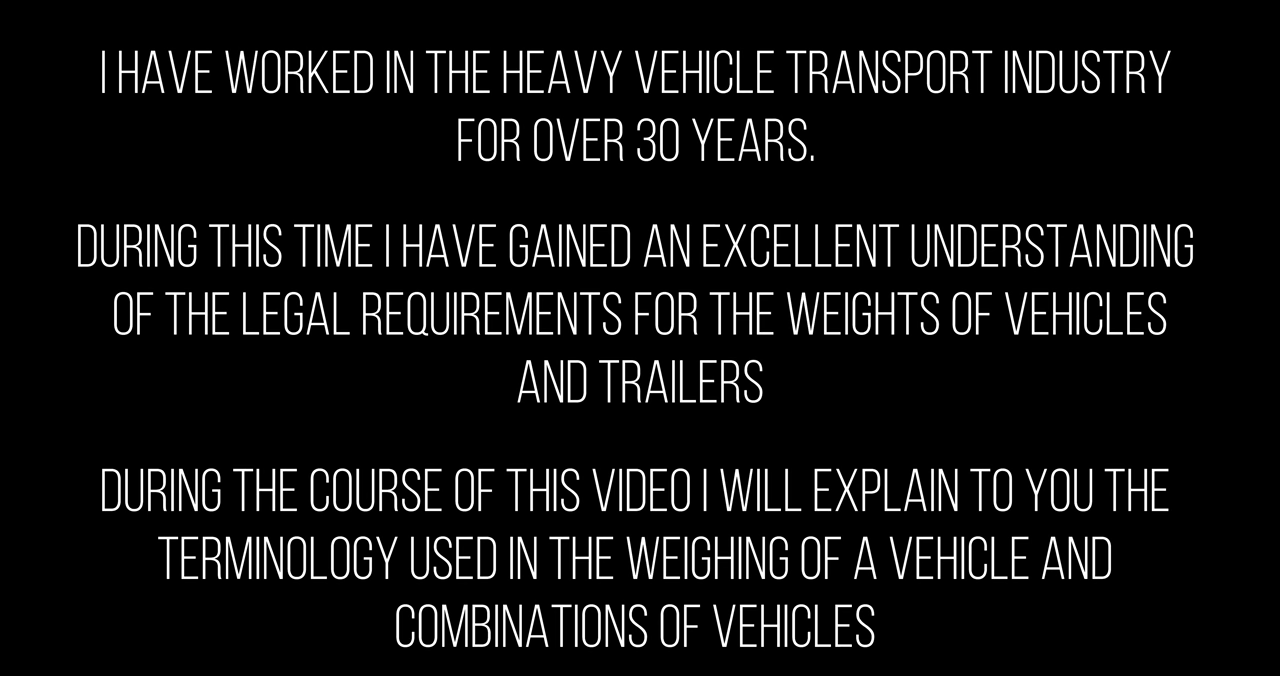 I HAVE WORKED IN THE HEAVY VEHICLE TRANSPORT INDUSTRY
FOR OVER 30 YEARS.
DURING THIS TIME I HAVE GAINED AN EXCELLENT UNDERSTANDING
OF THE LEGAL REQUIREMENTS FOR THE WEIGHTS OF VEHICLES
AND TRAILERS
DURING THE COURSE OF THIS VIDEO I WILL EXPLAIN TO YOU THE
TERMINOLOGY USED IN THE WEIGHING OF A VEHICLE AND
COMBINATIONS OF VEHICLES